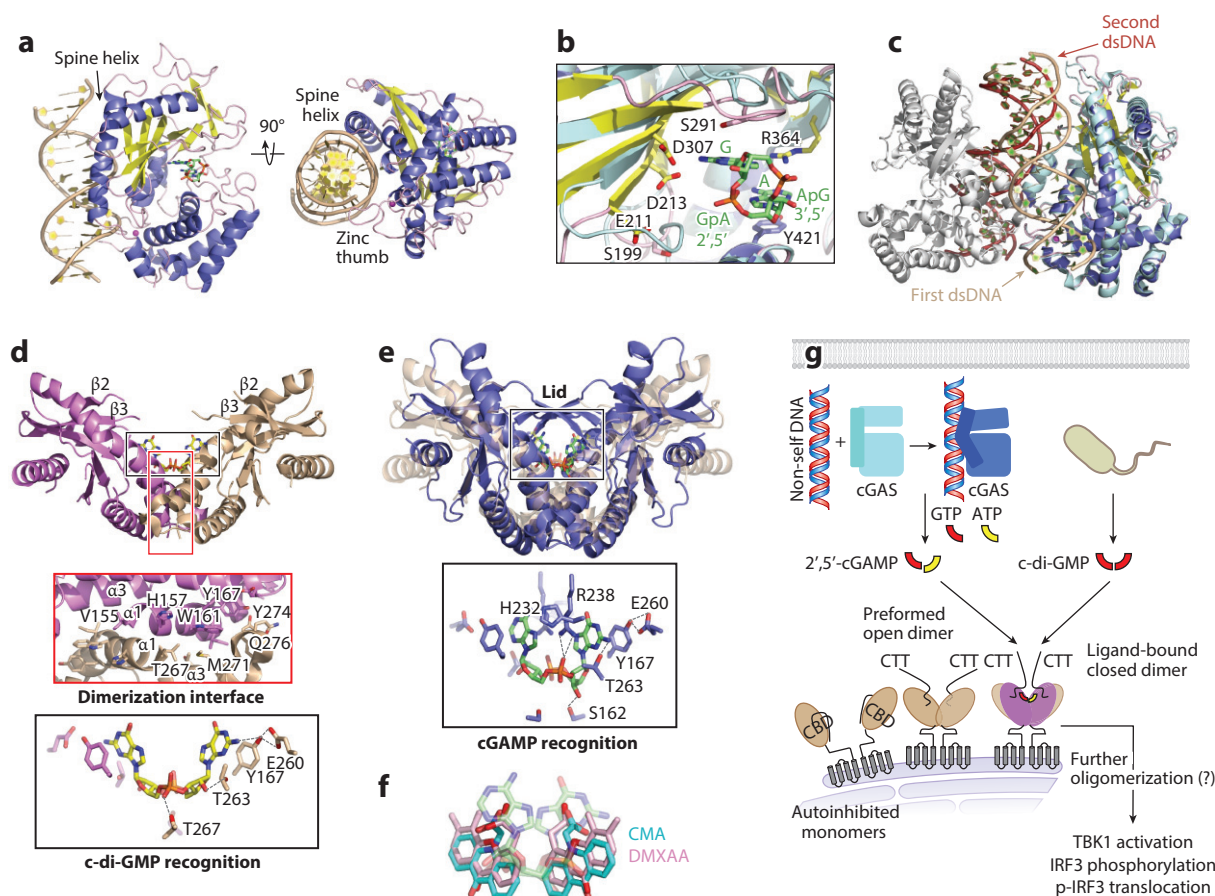 a
Spine helix
90°
Spine
helix
Zinc
thumb
b
S291
D307
G
R364
A
D213
ApG
3′,5′
E211
GpA
2′,5′
Y421
S199
c
Second
dsDNA
First dsDNA
d
β2
β3
β2
β3
α3
H157
Y167
V155
α1
W161
Y274
α1
Q276
T267
α3
M271
Dimerization interface
E260
Y167
T263
T267
c-di-GMP recognition
e
Lid
H232
R238
E260
Y167
T263
S162
cGAMP recognition
f
CMA
DMXAA
g
Non-self DNA
+
cGAS
cGAS
GTP
ATP
2′,5′-cGAMP
c-di-GMP
Preformed
open dimer
CTT
CTT
CTT
CTT
Ligand-bound
closed dimer
CBD
CBD
Autoinhibited
monomers
Further
oligomerization (?)
TBK1 activation
IRF3 phosphorylation
p-IRF3 translocation